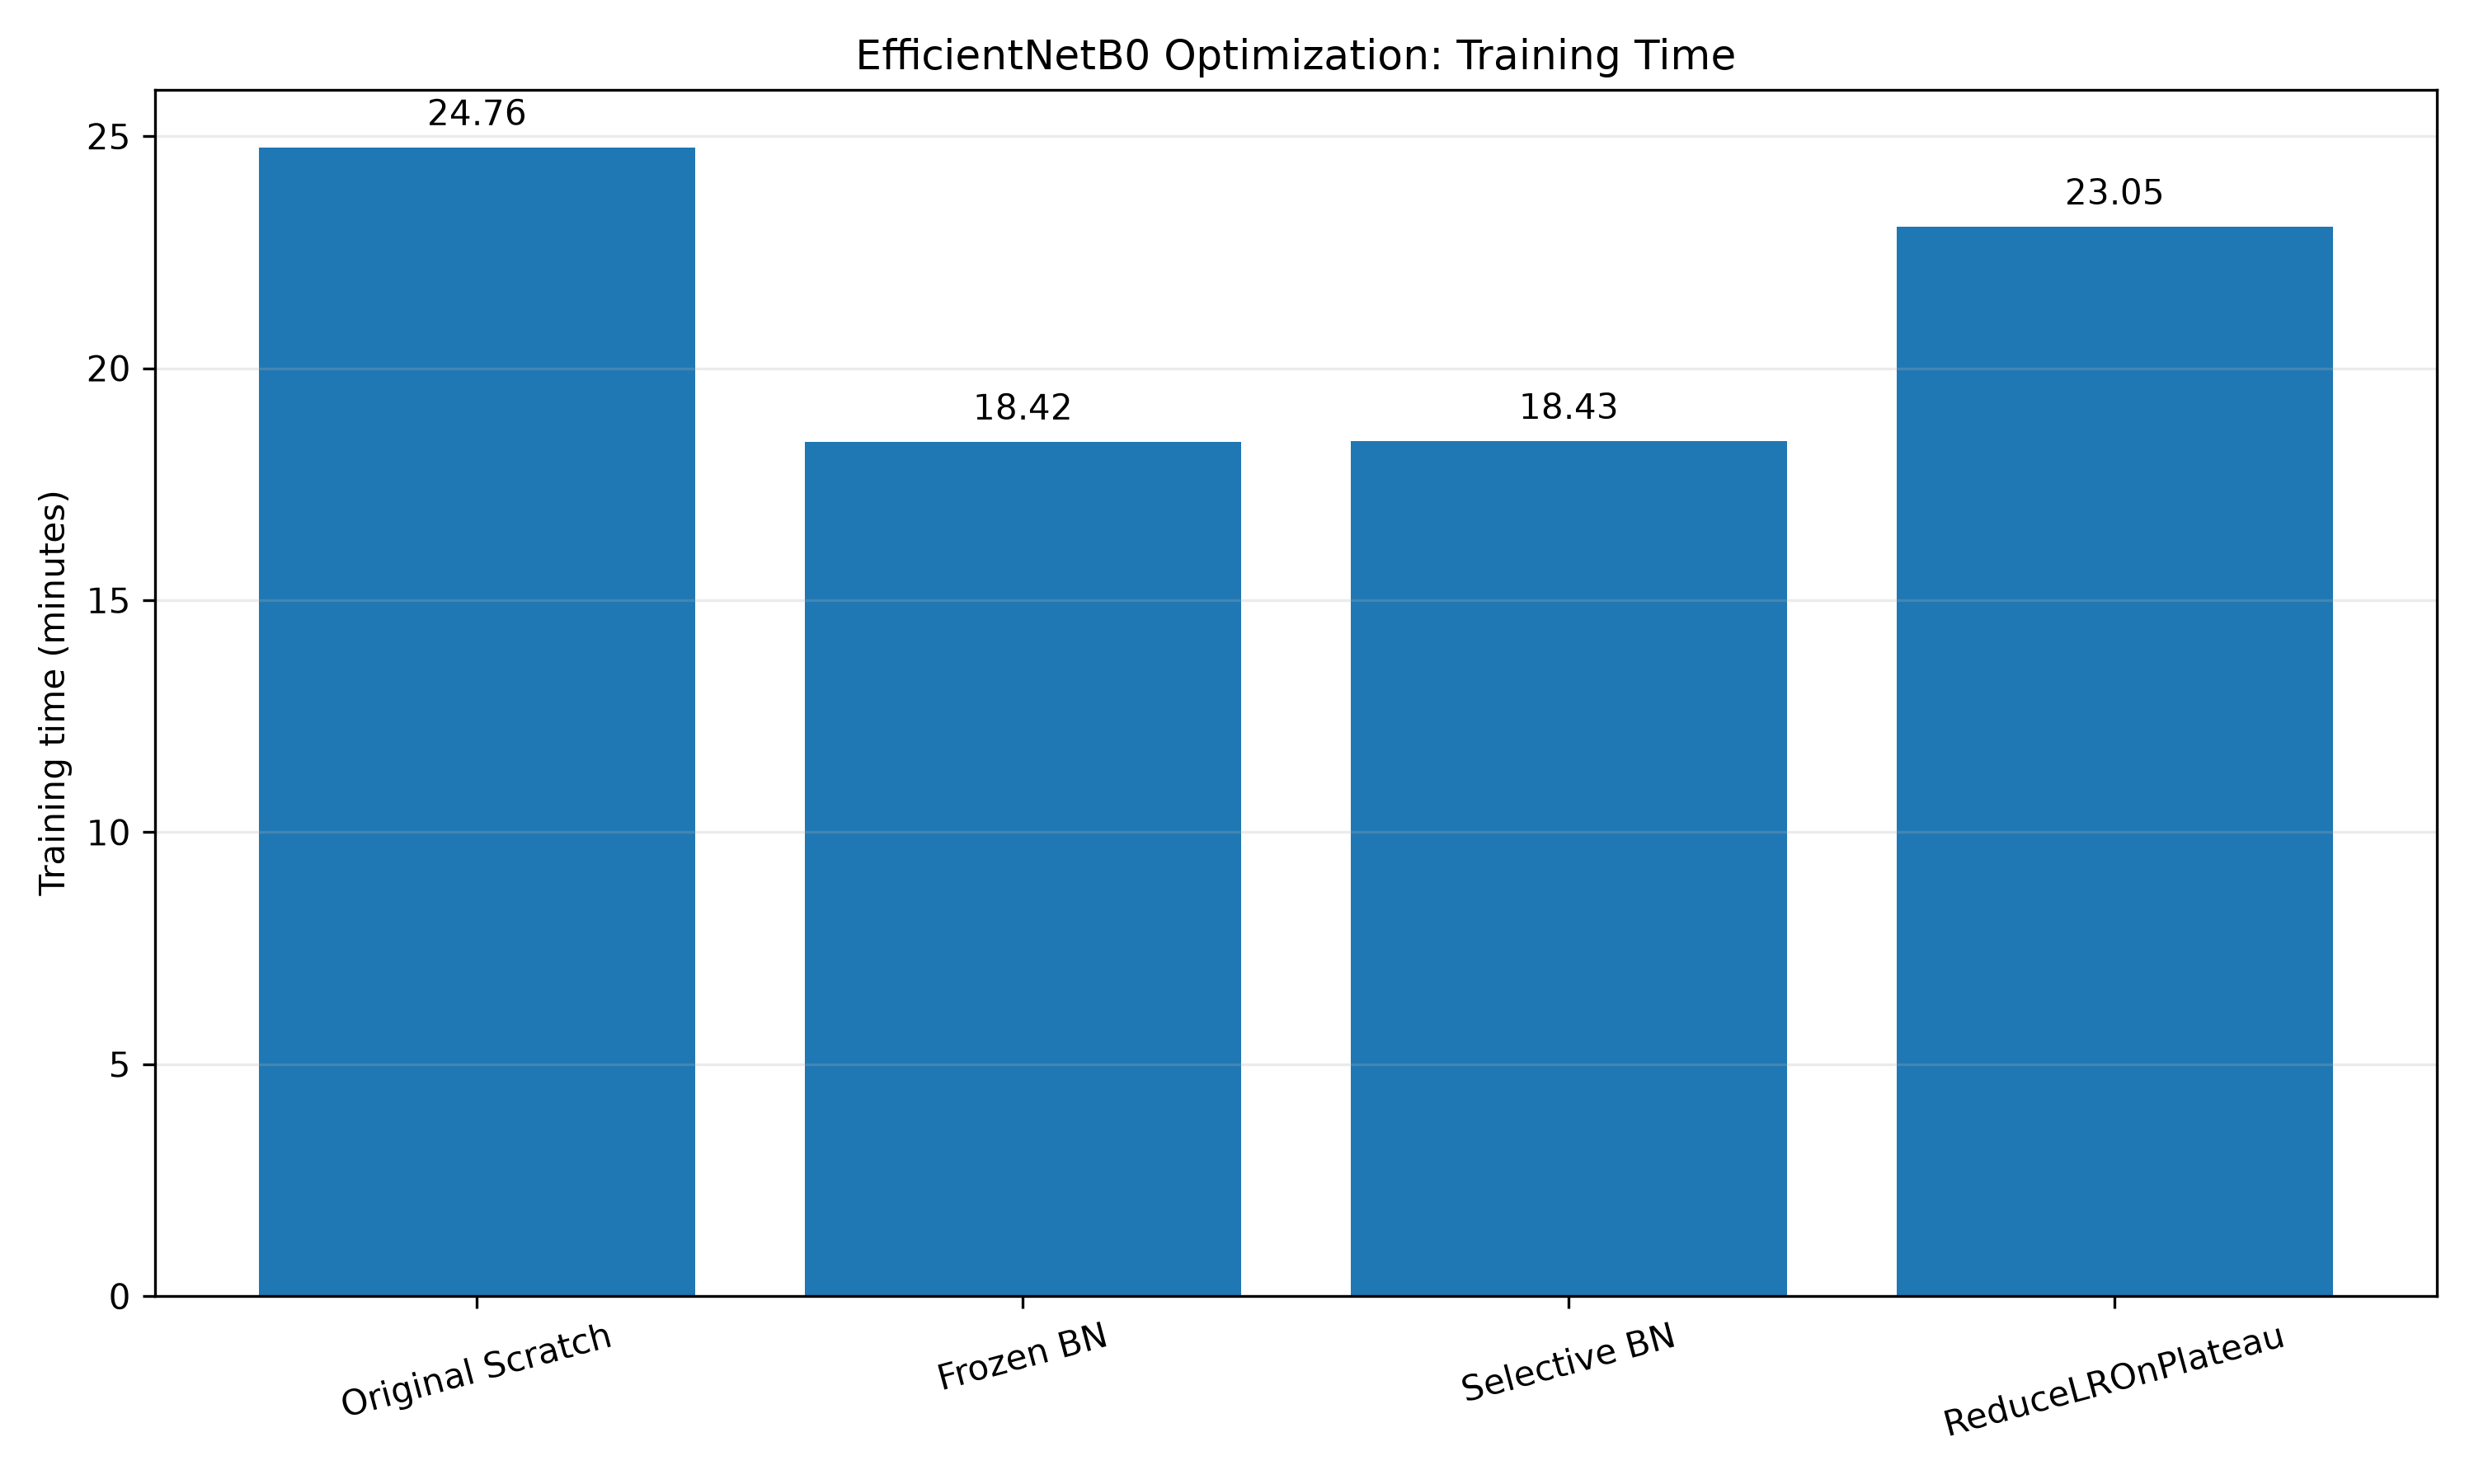 EfficientNetB0 Optimization: Training Time
Training time (minutes)
25
20
15
10
5
0
24.76
18.42
18.43
23.05
Original Scratch
Frozen BN
Selective BN
ReduceLROnPlateau